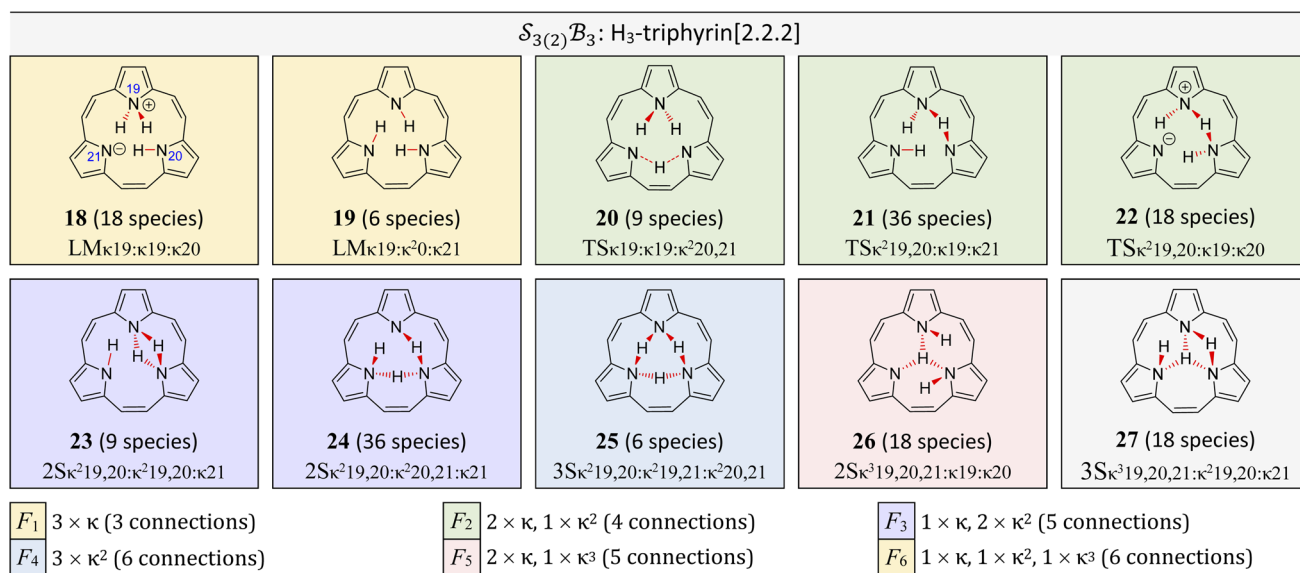 𝒮₃₍₂₎ℬ₃: H₃-triphyrin[2.2.2]
19
N ⊕
H H
21 N ⊖ H N 20
18 (18 species)
LMκ19:κ19:κ20
N
H H
N H N
19 (6 species)
LMκ19:κ²0:κ21
N
H H
N H N
20 (9 species)
TSκ19:κ19:κ²20,21
N
H H
N H N
21 (36 species)
TSκ²19,20:κ19:κ21
⊕
N
H H
⊖
N H N
22 (18 species)
TSκ²19,20:κ19:κ20
N
H H
H
N N
23 (9 species)
2Sκ²19,20:κ²19,20:κ21
N
H H
N H N
24 (36 species)
2Sκ²19,20:κ²20,21:κ21
N
H H
N H N
25 (6 species)
3Sκ²19,20:κ²19,21:κ²20,21
N
H
H
N N
H
26 (18 species)
2Sκ³19,20,21:κ19:κ20
N
H H H
N N
27 (18 species)
3Sκ³19,20,21:κ²19,20:κ21
F₁ 3 × κ (3 connections)
F₂ 2 × κ, 1 × κ² (4 connections)
F₃ 1 × κ, 2 × κ² (5 connections)
F₄ 3 × κ² (6 connections)
F₅ 2 × κ, 1 × κ³ (5 connections)
F₆ 1 × κ, 1 × κ², 1 × κ³ (6 connections)